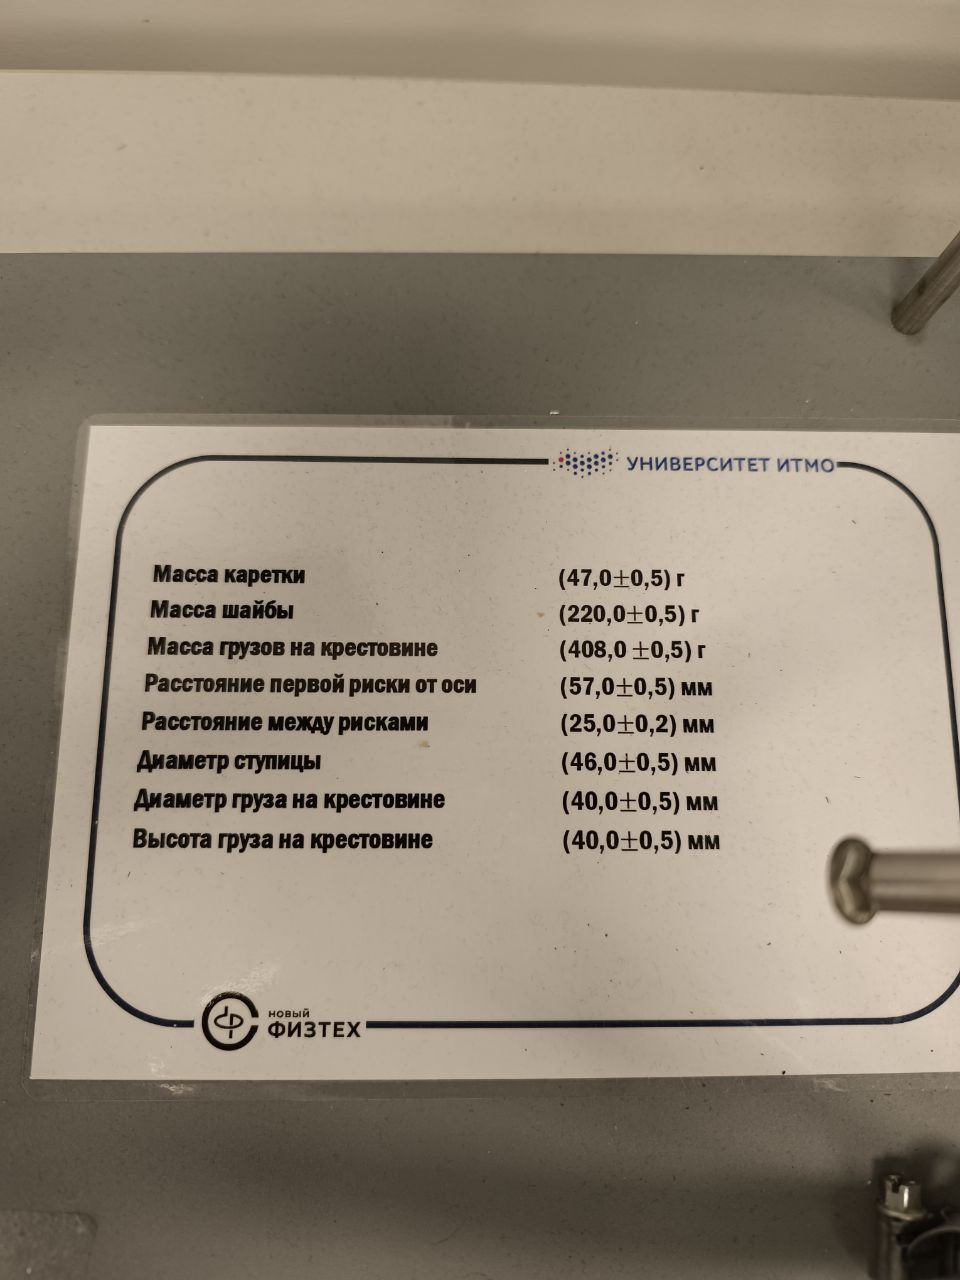 УНИВЕРСИТЕТ ИТМО
Масса каретки (47,0±0,5) г
Масса шайбы (220,0±0,5) г
Масса грузов на крестовине (408,0 ±0,5) г
Расстояние первой риски от оси (57,0±0,5) мм
Расстояние между рисками (25,0±0,2) мм
Диаметр ступицы (46,0±0,5) мм
Диаметр груза на крестовине (40,0±0,5) мм
Высота груза на крестовине (40,0±0,5) мм
НОВЫЙ
ФИЗТЕХ